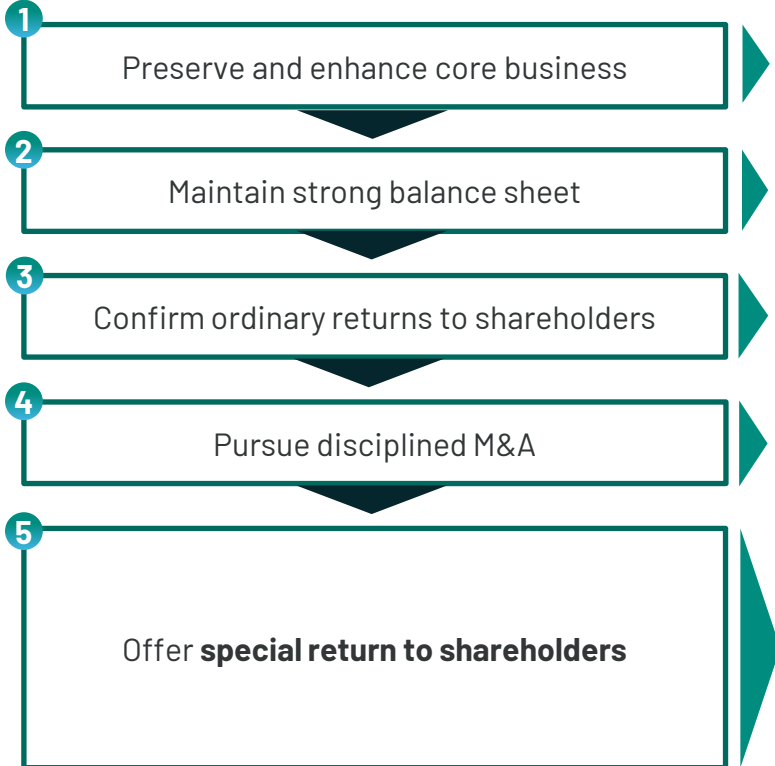 1
Preserve and enhance core business
2
Maintain strong balance sheet
3
Confirm ordinary returns to shareholders
4
Pursue disciplined M&A
5
Offer special return to shareholders